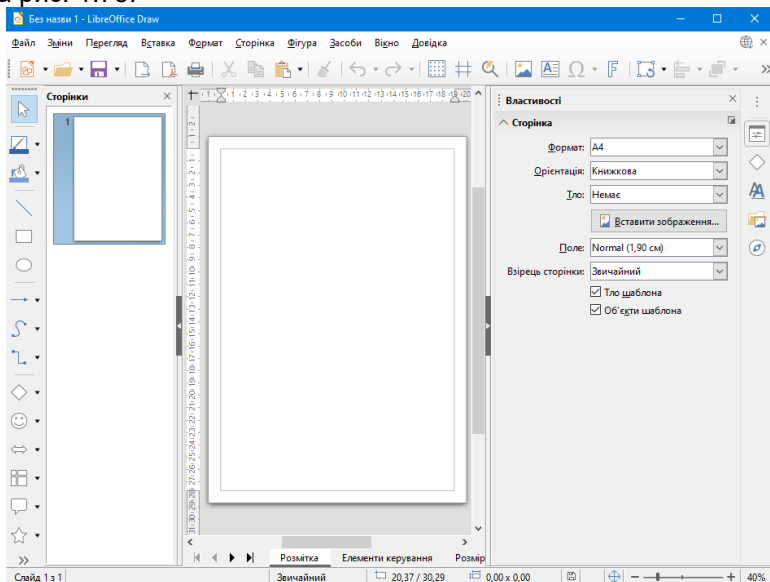 Без назви 1 - LibreOffice Draw
Файл Зміни Перегляд Вставка Формат Сторінка Фігура Засоби Вікно Довідка
Сторінки
1
Властивості
Сторінка
Формат: A4
Орієнтація: Книжкова
Тло: Немає
Вставити зображення...
Поле: Normal (1,90 см)
Взірець сторінки: Звичайний
Тло шаблона
Об'єкти шаблона
Розмітка Елементи керування Розмір
Слайд 1 з 1 Звичайний 20,37 / 30,29 0,00 x 0,00 40%